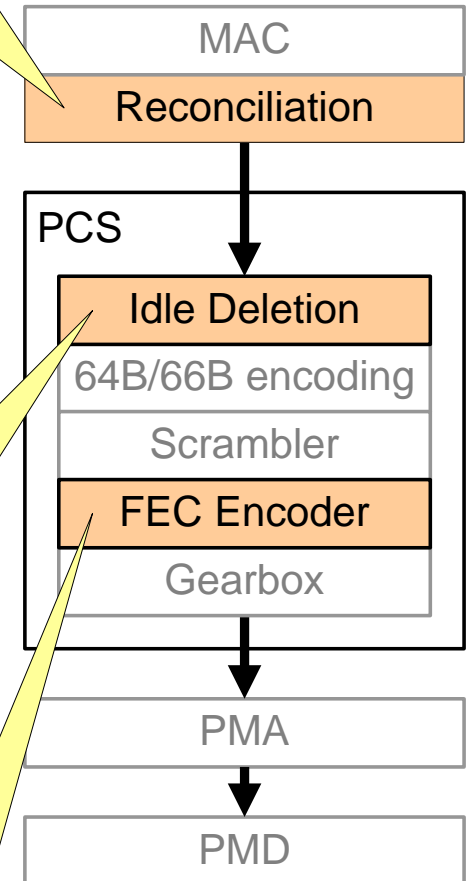 MAC
Reconciliation
PCS
Idle Deletion
64B/66B encoding
Scrambler
FEC Encoder
Gearbox
PMA
PMD